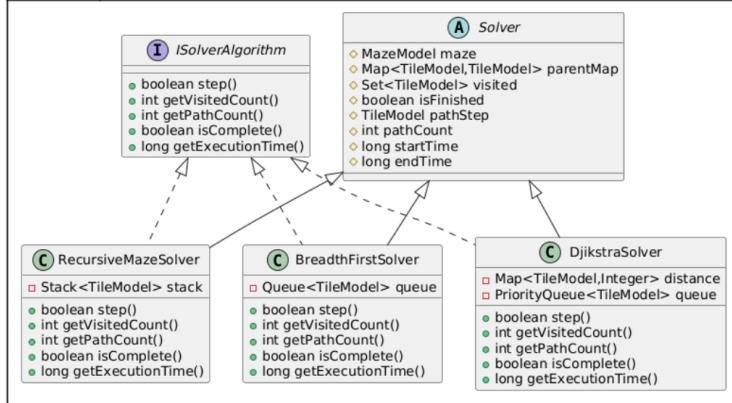 I ISolverAlgorithm
boolean step()
int getVisitedCount()
int getPathCount()
boolean isComplete()
long getExecutionTime()
A Solver
MazeModel maze
Map<TileModel,TileModel> parentMap
Set<TileModel> visited
boolean isFinished
TileModel pathStep
int pathCount
long startTime
long endTime
C RecursiveMazeSolver
Stack<TileModel> stack
boolean step()
int getVisitedCount()
int getPathCount()
boolean isComplete()
long getExecutionTime()
C BreadthFirstSolver
Queue<TileModel> queue
boolean step()
int getVisitedCount()
int getPathCount()
boolean isComplete()
long getExecutionTime()
C DjikstraSolver
Map<TileModel,Integer> distance
PriorityQueue<TileModel> queue
boolean step()
int getVisitedCount()
int getPathCount()
boolean isComplete()
long getExecutionTime()